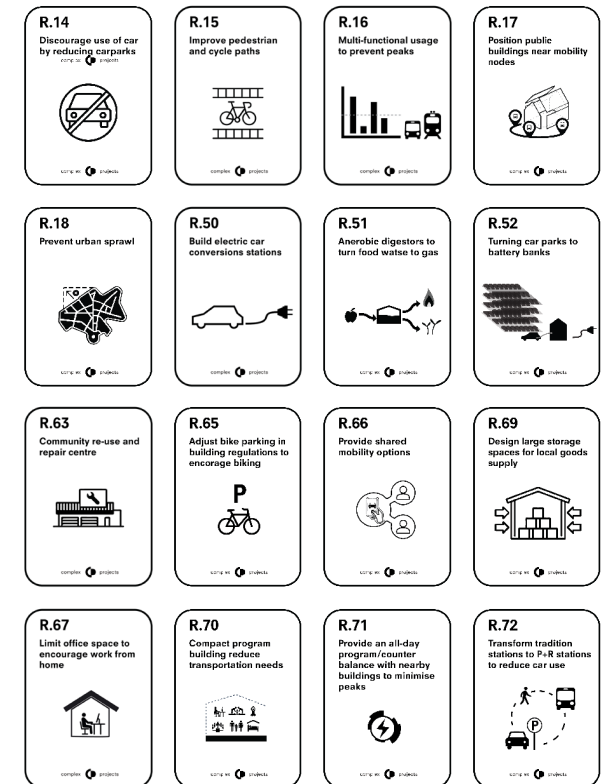 R.14
Discourage use of car
by reducing carparks
complex projects
complex projects
R.15
Improve pedestrian
and cycle paths
complex projects
R.16
Multi-functional usage
to prevent peaks
complex projects
R.17
Position public
buildings near mobility
nodes
complex projects
R.18
Prevent urban sprawl
complex projects
R.50
Build electric car
conversions stations
complex projects
R.51
Anerobic digestors to
turn food watse to gas
complex projects
R.52
Turning car parks to
battery banks
complex projects
R.63
Community re-use and
repair centre
complex projects
R.65
Adjust bike parking in
building regulations to
encorage biking
P
complex projects
R.66
Provide shared
mobility options
complex projects
R.69
Design large storage
spaces for local goods
supply
complex projects
R.67
Limit office space to
encourage work from
home
complex projects
R.70
Compact program
building reduce
transportation needs
complex projects
R.71
Provide an all-day
program/counter
balance with nearby
buildings to minimise
peaks
complex projects
R.72
Transform tradition
stations to P+R stations
to reduce car use
P
complex projects